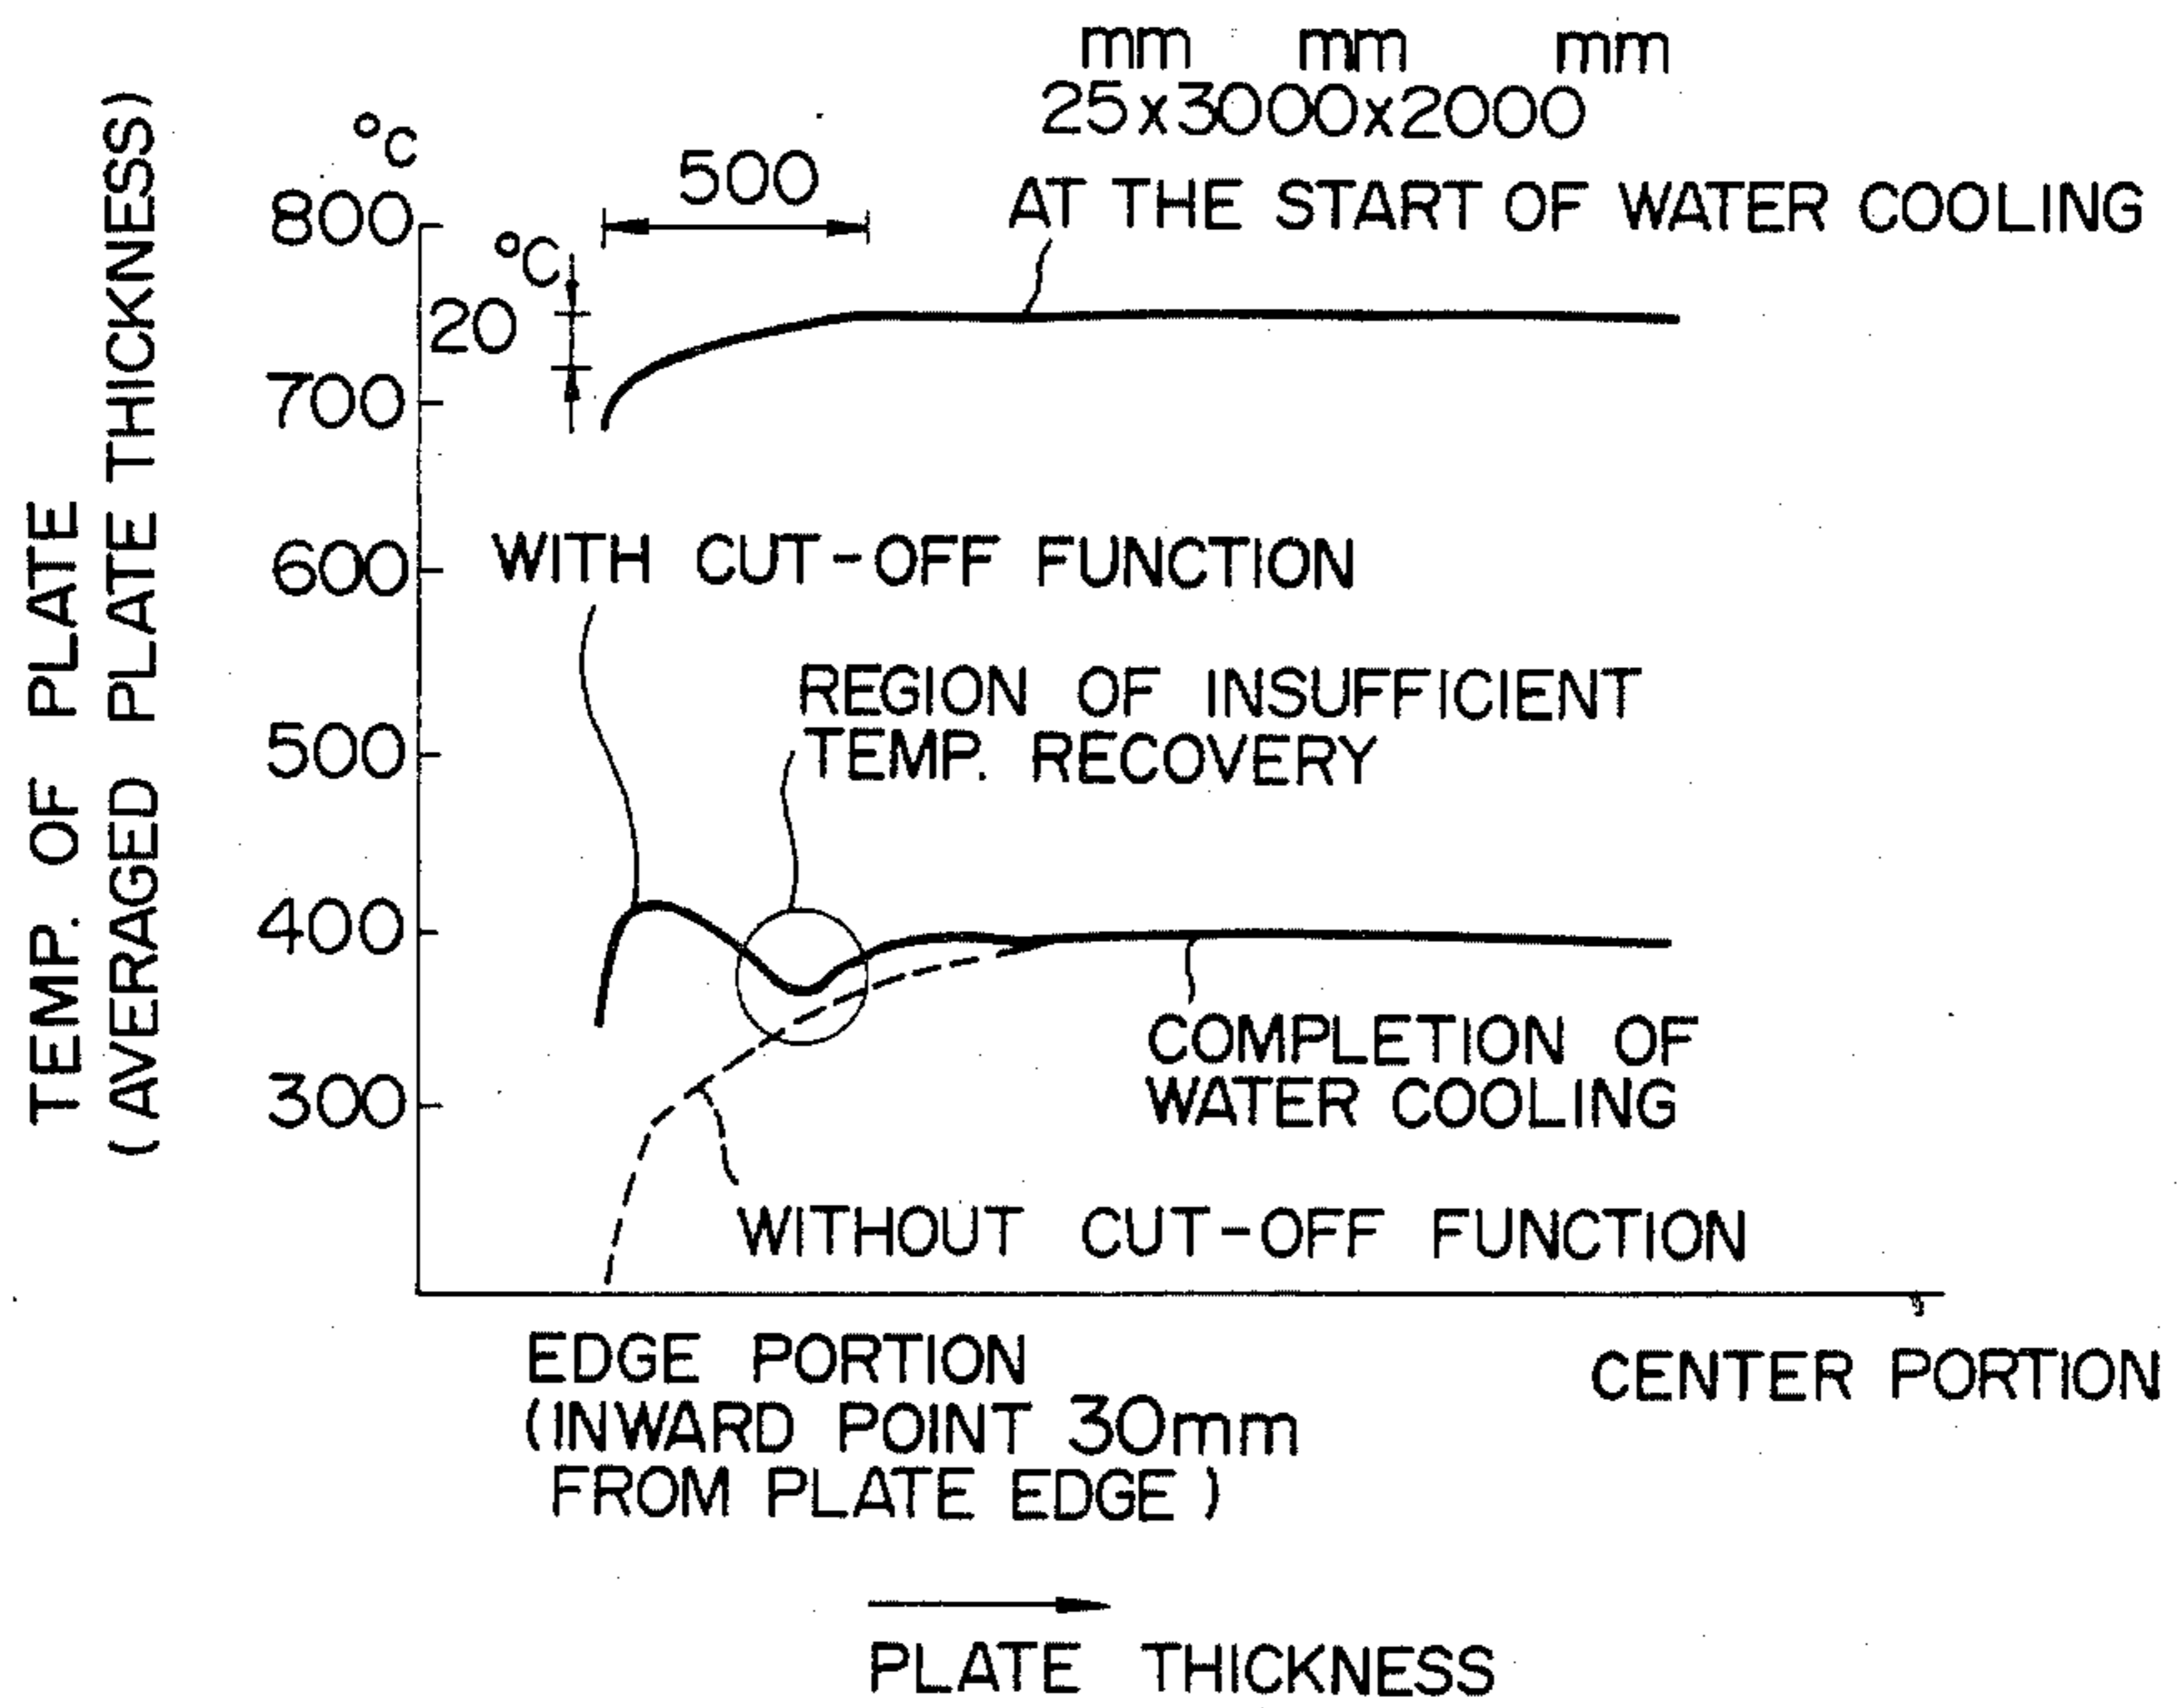 mm mm mm
25x3000x2000
°C
500
800
AT THE START OF WATER COOLING
°C
20
700
600
WITH CUT-OFF FUNCTION
REGION OF INSUFFICIENT
TEMP. RECOVERY
500
400
COMPLETION OF
WATER COOLING
300
WITHOUT CUT-OFF FUNCTION
TEMP. OF PLATE
(AVERAGED PLATE THICKNESS)
EDGE PORTION
(INWARD POINT 30mm
FROM PLATE EDGE)
CENTER PORTION
PLATE THICKNESS